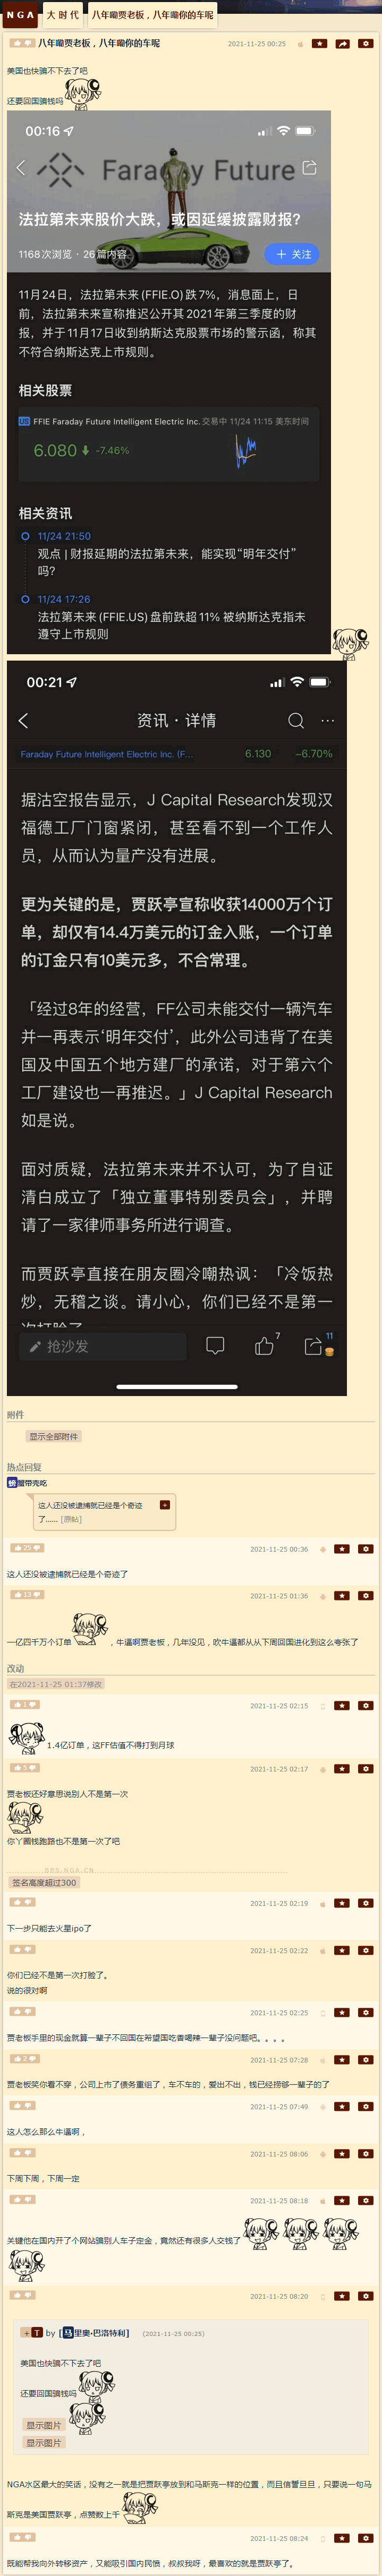 NGA
大时代
八年啦贾老板，八年啦你的车呢
八年啦贾老板，八年啦你的车呢
2021-11-25 00:25
美国也快骗不下去了吧
还要回国骗钱吗
00:16
Faraday Future
法拉第未来股价大跌，或因延缓披露财报？
1168次浏览 · 26篇内容
＋ 关注
11月24日，法拉第未来(FFIE.O)跌7%，消息面上，日
前，法拉第未来宣称推迟公开其2021年第三季度的财
报，并于11月17日收到纳斯达克股票市场的警示函，称其
不符合纳斯达克上市规则。
相关股票
US FFIE Faraday Future Intelligent Electric Inc. 交易中 11/24 11:15 美东时间
6.080 -7.46%
相关资讯
11/24 21:50
观点 | 财报延期的法拉第未来，能实现“明年交付”
吗？
11/24 17:26
法拉第未来(FFIE.US)盘前跌超11% 被纳斯达克指未
遵守上市规则
00:21
资讯 · 详情
Faraday Future Intelligent Electric Inc. (F...
6.130
-6.70%
据沽空报告显示，J Capital Research发现汉
福德工厂门窗紧闭，甚至看不到一个工作人
员，从而认为量产没有进展。
更为关键的是，贾跃亭宣称收获14000万个订
单，却仅有14.4万美元的订金入账，一个订单
的订金只有10美元多，不合常理。
「经过8年的经营，FF公司未能交付一辆汽车
并一再表示‘明年交付’，此外公司违背了在美
国及中国五个地方建厂的承诺，对于第六个
工厂建设也一再推迟。」J Capital Research
如是说。
面对质疑，法拉第未来并不认可，为了自证
清白成立了「独立董事特别委员会」，并聘
请了一家律师事务所进行调查。
而贾跃亭直接在朋友圈冷嘲热讽：「冷饭热
炒，无稽之谈。请小心，你们已经不是第一
次打脸了
抢沙发
7
11
附件
显示全部附件
热点回复
螃蟹带壳吃
这人还没被逮捕就已经是个奇迹
了...... [原帖]
+
25
2021-11-25 00:36
这人还没被逮捕就已经是个奇迹了
13
2021-11-25 01:36
一亿四千万个订单，牛逼啊贾老板，几年没见，吹牛逼都从从下周回国进化到这么夸张了
改动
在2021-11-25 01:37修改
1
2021-11-25 02:15
1.4亿订单，这FF估值不得打到月球
3
2021-11-25 02:17
贾老板还好意思说别人不是第一次
你丫圈钱跑路也不是第一次了吧
BBS.NGA.CN
签名高度超过300
2021-11-25 02:19
下一步只能去火星ipo了
2021-11-25 02:22
你们已经不是第一次打脸了。
说的很对啊
2021-11-25 02:25
贾老板手里的现金就算一辈子不回国在希望国吃香喝辣一辈子没问题吧。。。。
2
2021-11-25 07:28
贾老板笑你看不穿，公司上市了债务重组了，车不车的，爱出不出，钱已经捞够一辈子的了
2021-11-25 07:49
这人怎么那么牛逼啊，
2021-11-25 08:06
下周下周，下周一定
2021-11-25 08:18
关键他在国内开了个网站骗别人车子定金，竟然还有很多人交钱了
2021-11-25 08:20
+ T by [马里奥·巴洛特利] (2021-11-25 00:25)
美国也快骗不下去了吧
还要回国骗钱吗
显示图片
显示图片
NGA水区最大的笑话，没有之一就是把贾跃亭放到和马斯克一样的位置，而且信誓旦旦，只要说一句马
斯克是美国贾跃亭，点赞数上千
2021-11-25 08:24
既能帮我向外转移资产，又能吸引国内民愤，叔叔我呀，最喜欢的就是贾跃亭了。